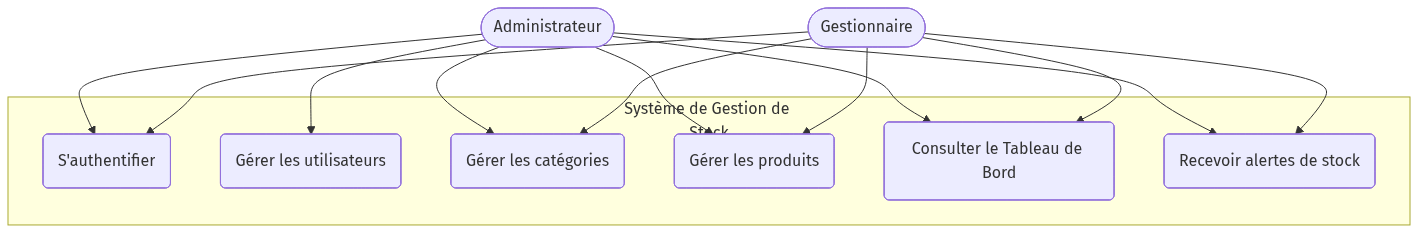 Administrateur
Gestionnaire
Système de Gestion de
Stock
S'authentifier
Gérer les utilisateurs
Gérer les catégories
Gérer les produits
Consulter le Tableau de
Bord
Recevoir alertes de stock